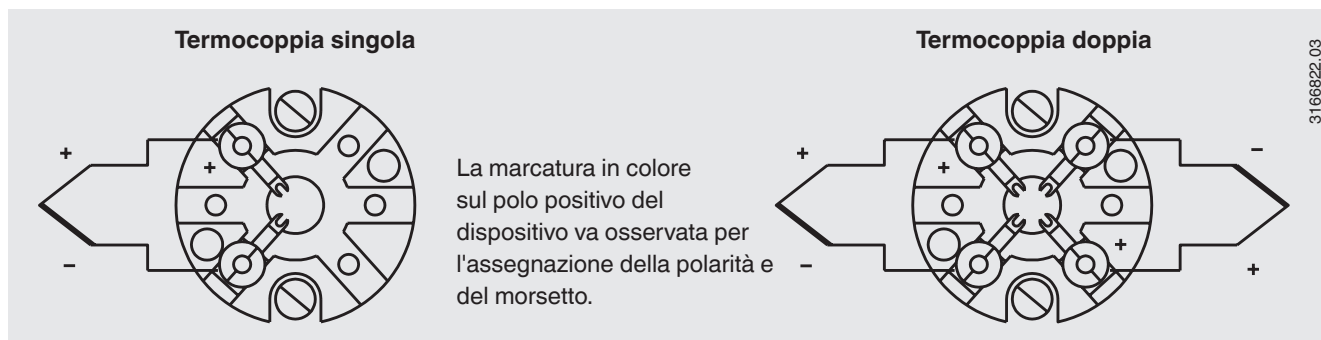 Termocoppia singola
+
+
–
La marcatura in colore
sul polo positivo del
dispositivo va osservata per
l'assegnazione della polarità e
del morsetto.
Termocoppia doppia
+
+
–
–
+
+
3166822.03